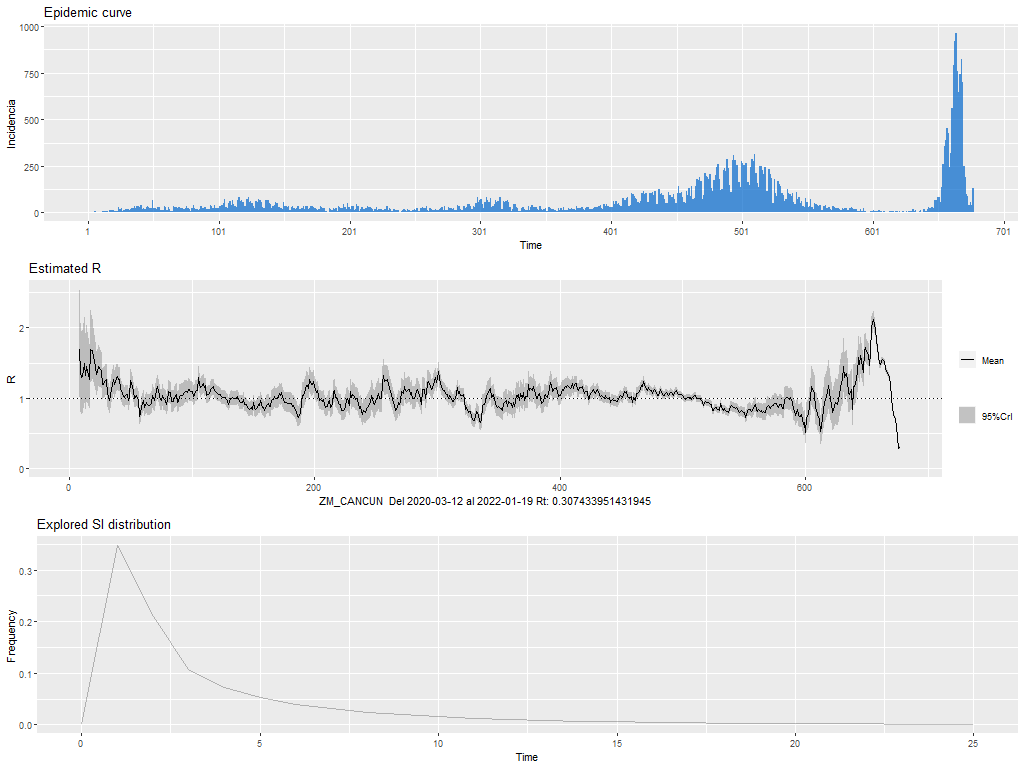 Epidemic curve
1000
750
500
250
0
Incidencia
1 101 201 301 401 501 601 701
Time
Estimated R
2
1
0
R
Mean
95%CrI
0 200 400 600
ZM_CANCUN Del 2020-03-12 al 2022-01-19 Rt: 0.307433951431945
Explored SI distribution
0.3
0.2
0.1
0.0
Frequency
0 5 10 15 20 25
Time